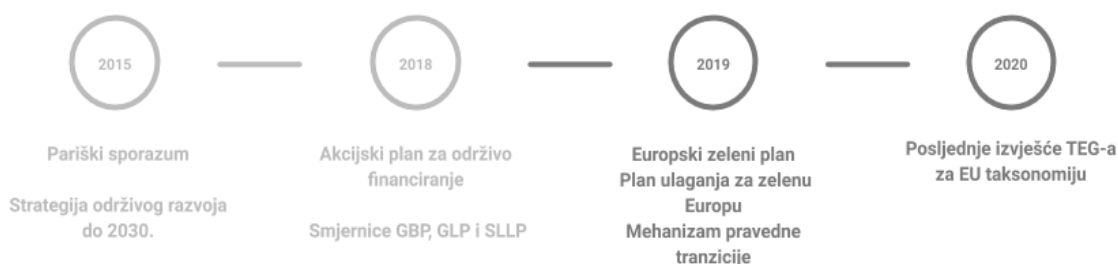 2015
2018
2019
2020
Pariški sporazum
Strategija održivog razvoja
do 2030.
Akcijski plan za održivo
financiranje
Smjernice GBP, GLP i SLLP
Europski zeleni plan
Plan ulaganja za zelenu
Europu
Mehanizam pravedne
tranzicije
Posljednje izvješće TEG-a
za EU taksonomiju